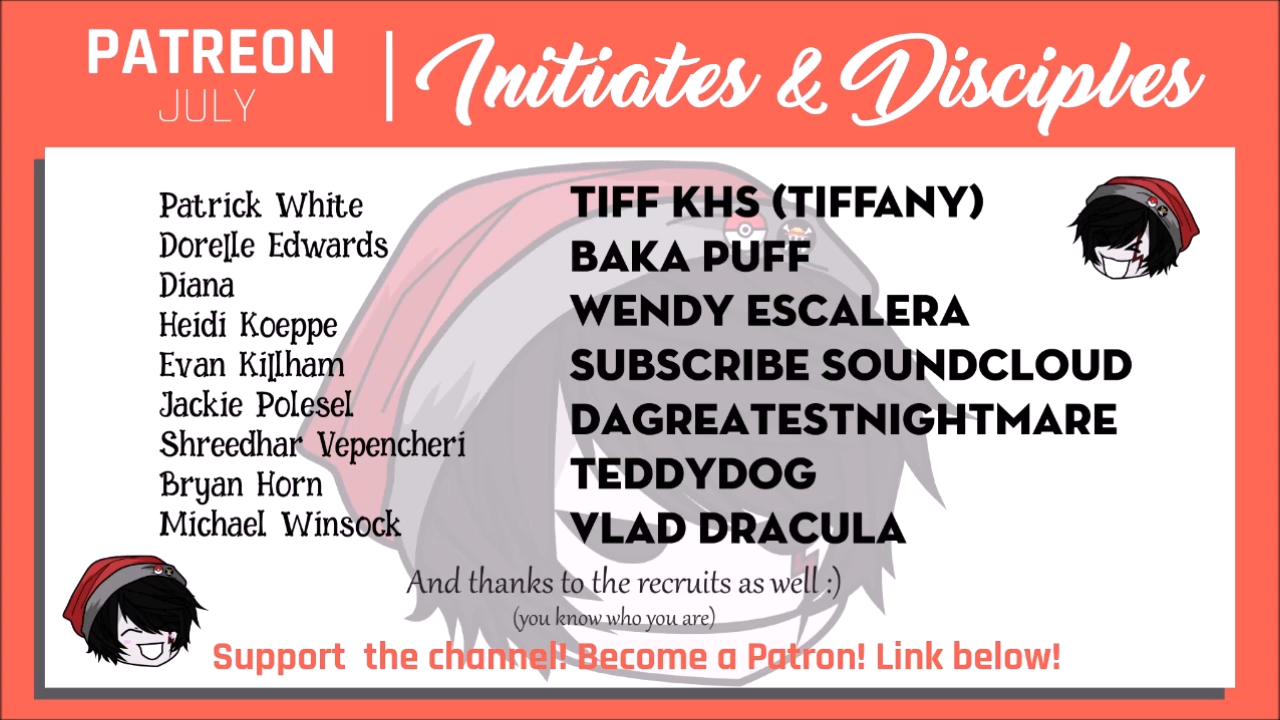 PATREON
JULY
Initiates & Disciples
Patrick White
Dorelle Edwards
Diana
Heidi Koeppe
Evan Killham
Jackie Polesel
Shreedhar Vepencheri
Bryan Horn
Michael Winsock
TIFF KHS (TIFFANY)
BAKA PUFF
WENDY ESCALERA
SUBSCRIBE SOUNDCLOUD
DAGREATESTNIGHTMARE
TEDDYDOG
VLAD DRACULA
And thanks to the recruits as well :)
(you know who you are)
Support the channel! Become a Patron! Link below!